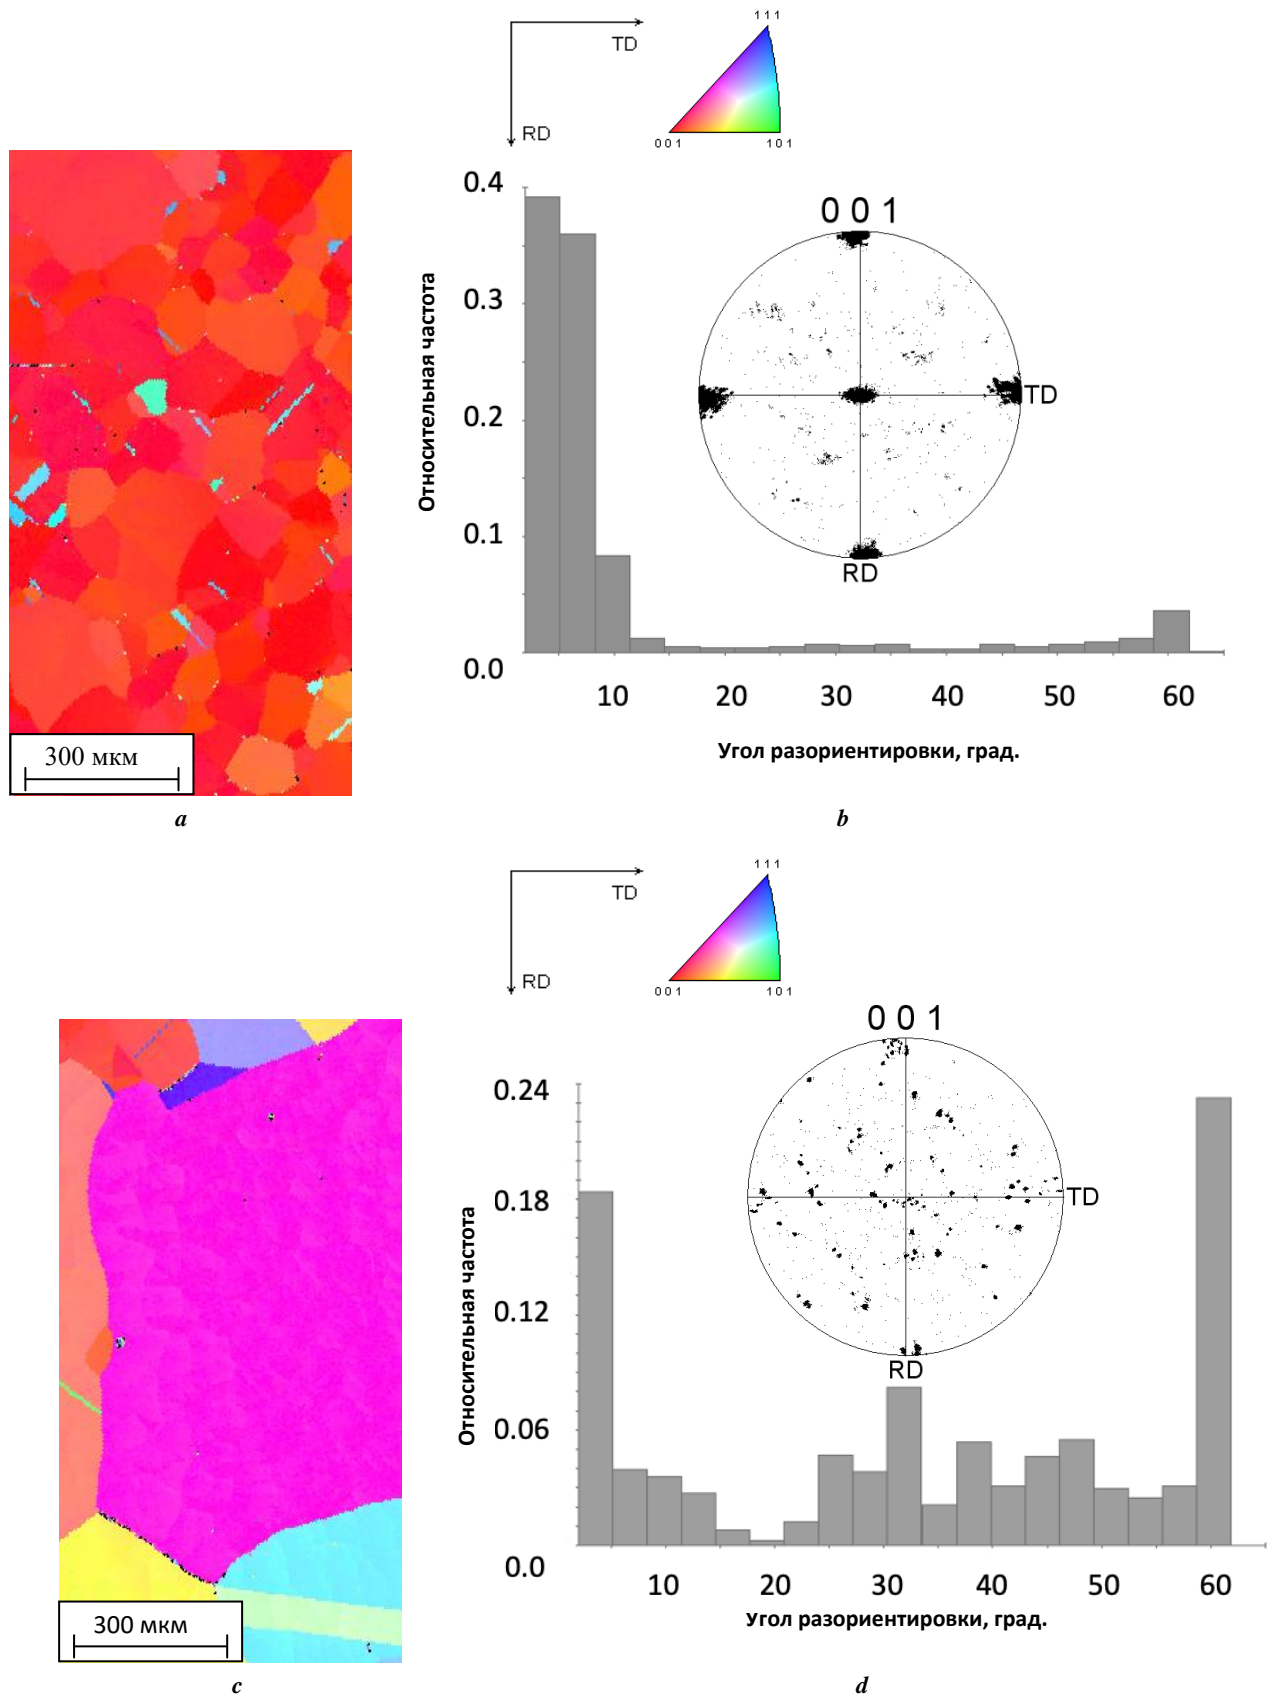 111
TD
RD
001 101
0.4
0 0 1
0.3
0.2
0.1
0.0
TD
RD
Относительная частота
10 20 30 40 50 60
Угол разориентировки, град.
300 мкм
a
b
111
TD
RD
001 101
0 0 1
0.24
0.18
0.12
0.06
0.0
TD
RD
Относительная частота
10 20 30 40 50 60
Угол разориентировки, град.
300 мкм
c
d